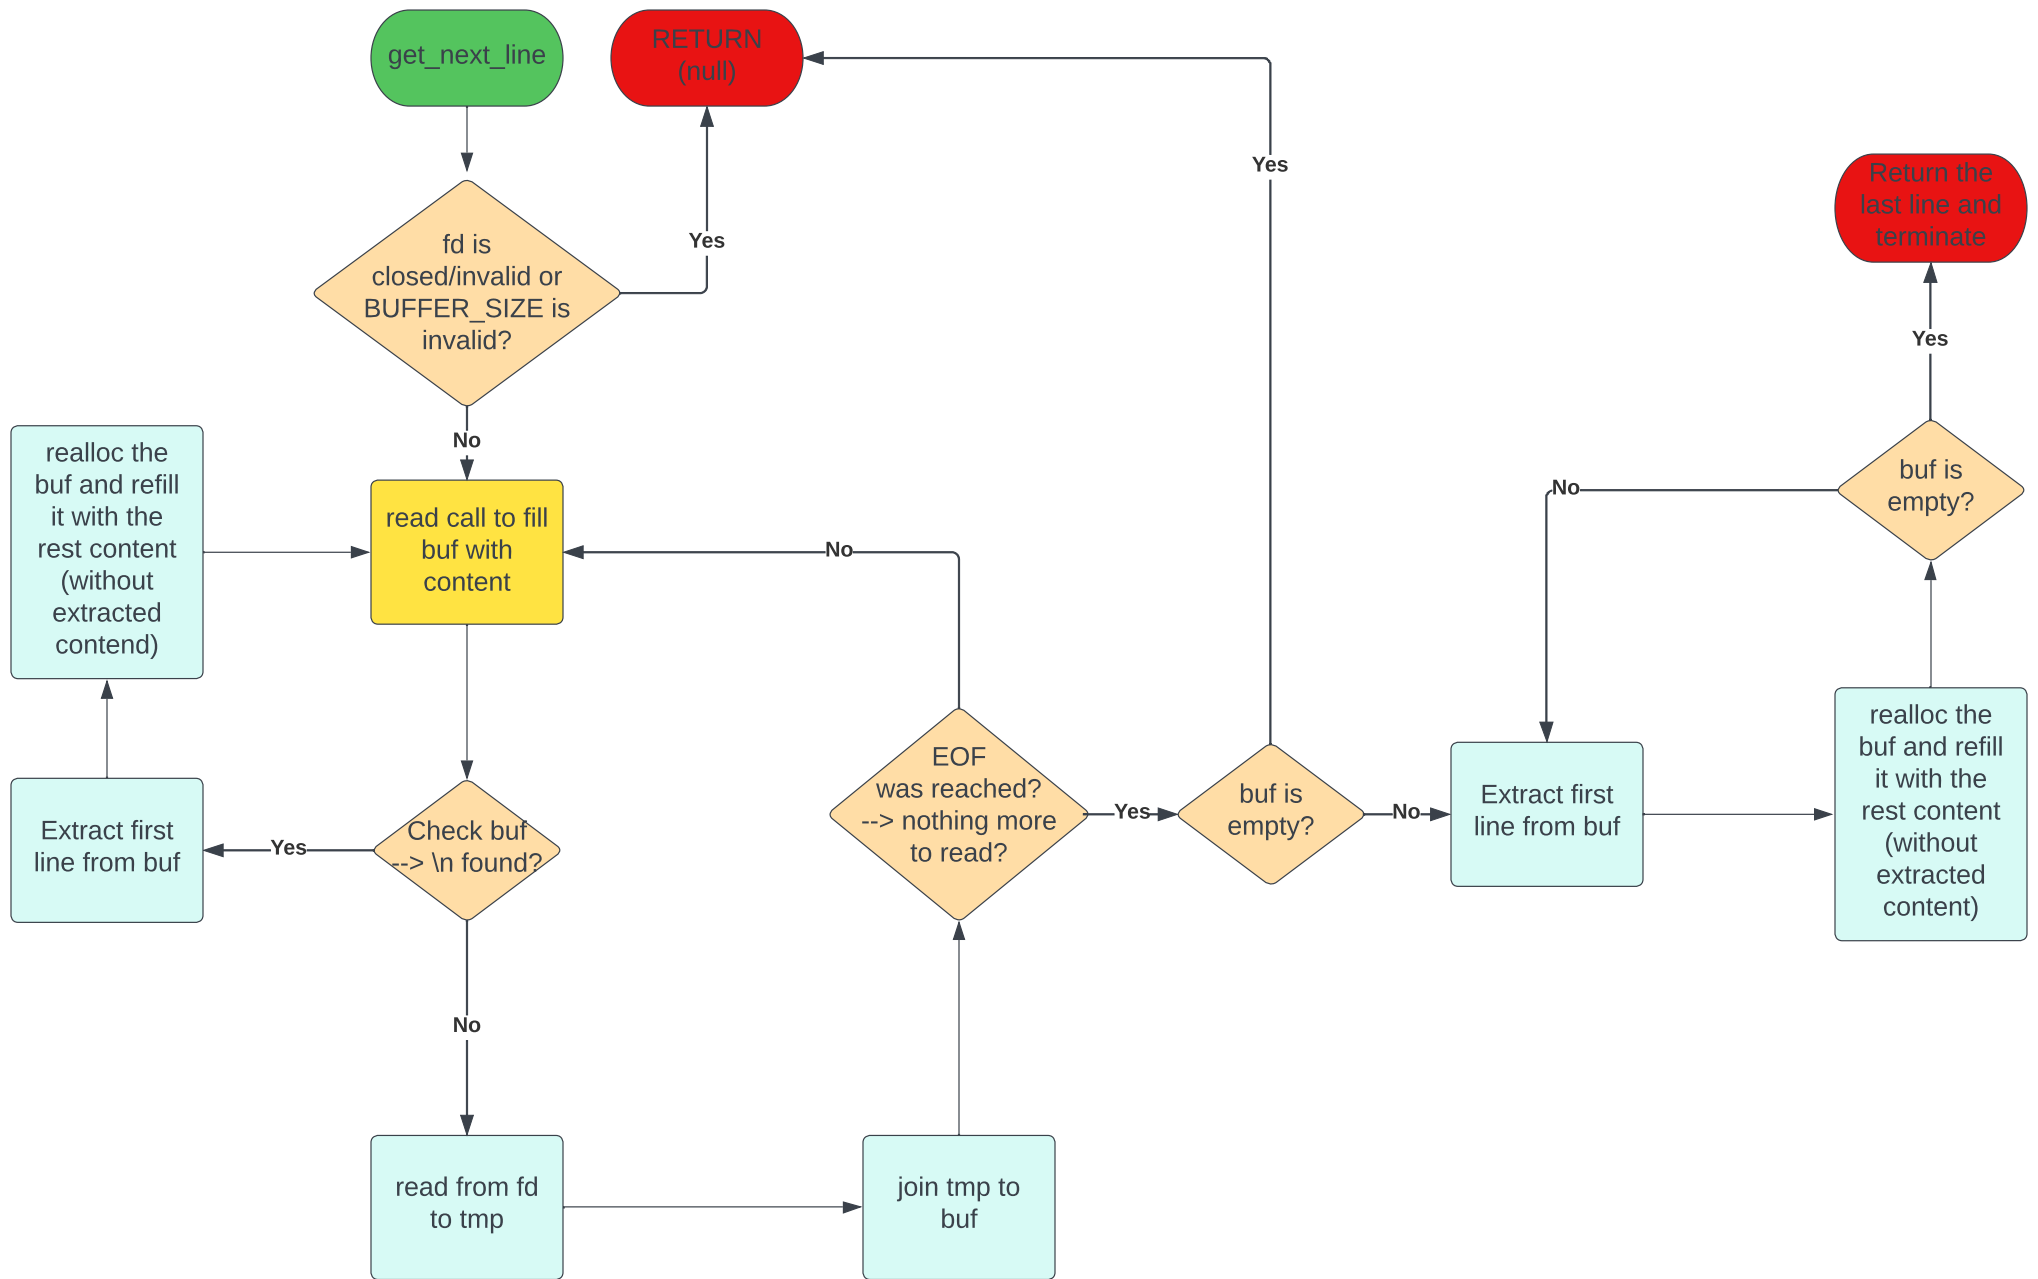 get_next_line
RETURN
(null)
Yes
Return the
last line and
terminate
fd is
closed/invalid or
BUFFER_SIZE is
invalid?
Yes
Yes
No
realloc the
buf and refill
it with the
rest content
(without
extracted
contend)
read call to fill
buf with
content
No
No
buf is
empty?
Extract first
line from buf
Yes
Check buf
--> \n found?
EOF
was reached?
--> nothing more
to read?
Yes
buf is
empty?
No
Extract first
line from buf
realloc the
buf and refill
it with the
rest content
(without
extracted
content)
No
read from fd
to tmp
join tmp to
buf